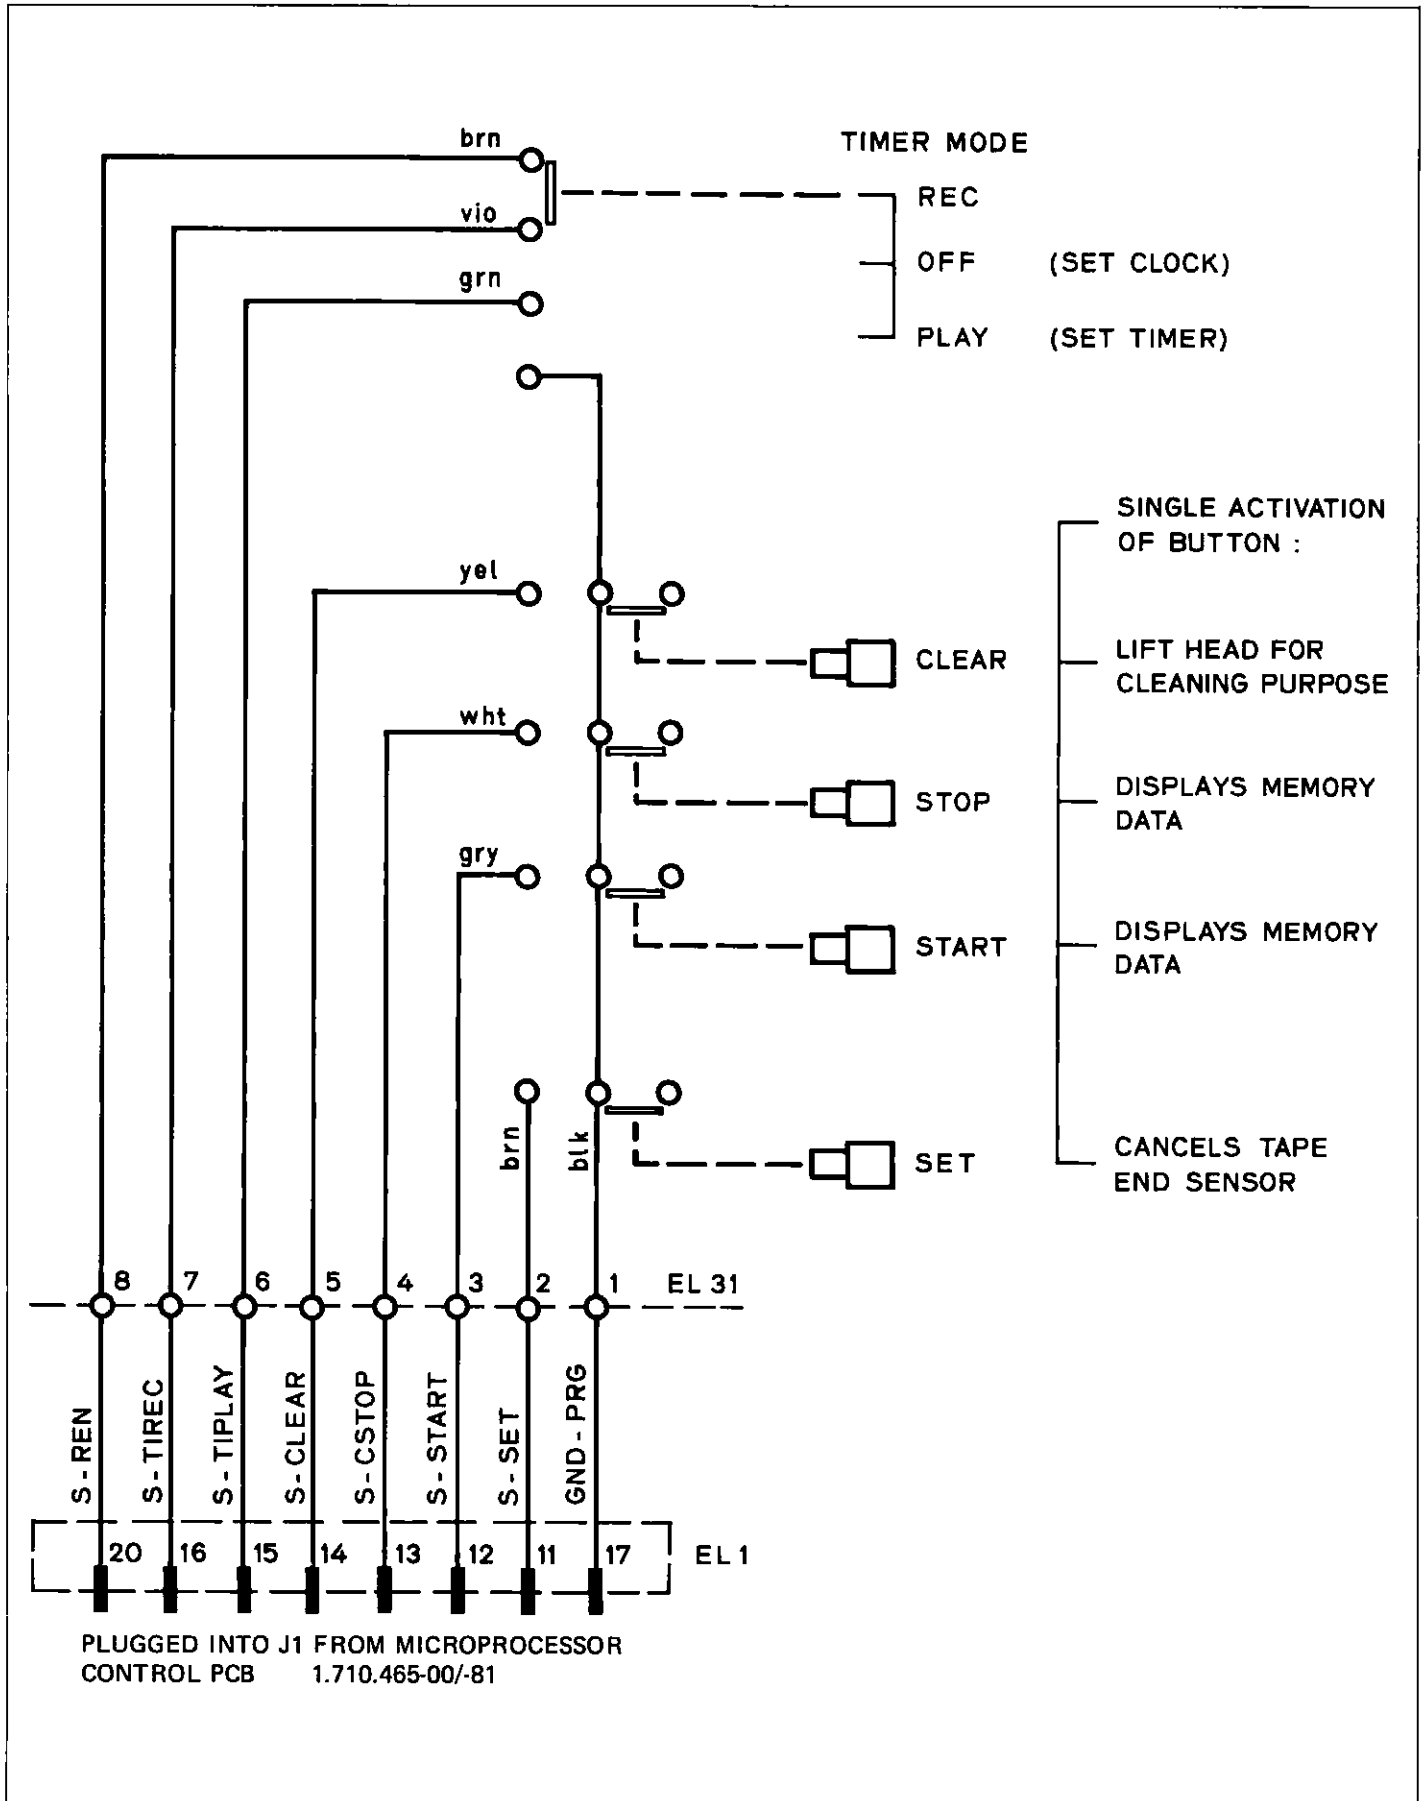 brn
TIMER MODE
REC
vio
OFF (SET CLOCK)
grn
PLAY (SET TIMER)
SINGLE ACTIVATION
OF BUTTON :
yel
CLEAR
LIFT HEAD FOR
CLEANING PURPOSE
wht
STOP
DISPLAYS MEMORY
DATA
gry
START
DISPLAYS MEMORY
DATA
brn
blk
SET
CANCELS TAPE
END SENSOR
8 7 6 5 4 3 2 1 EL 31
S-REN
S-TIREC
S-TIPLAY
S-CLEAR
S-CSTOP
S-START
S-SET
GND-PRG
20 16 15 14 13 12 11 17 EL 1
PLUGGED INTO J1 FROM MICROPROCESSOR
CONTROL PCB 1.710.465-00/-81